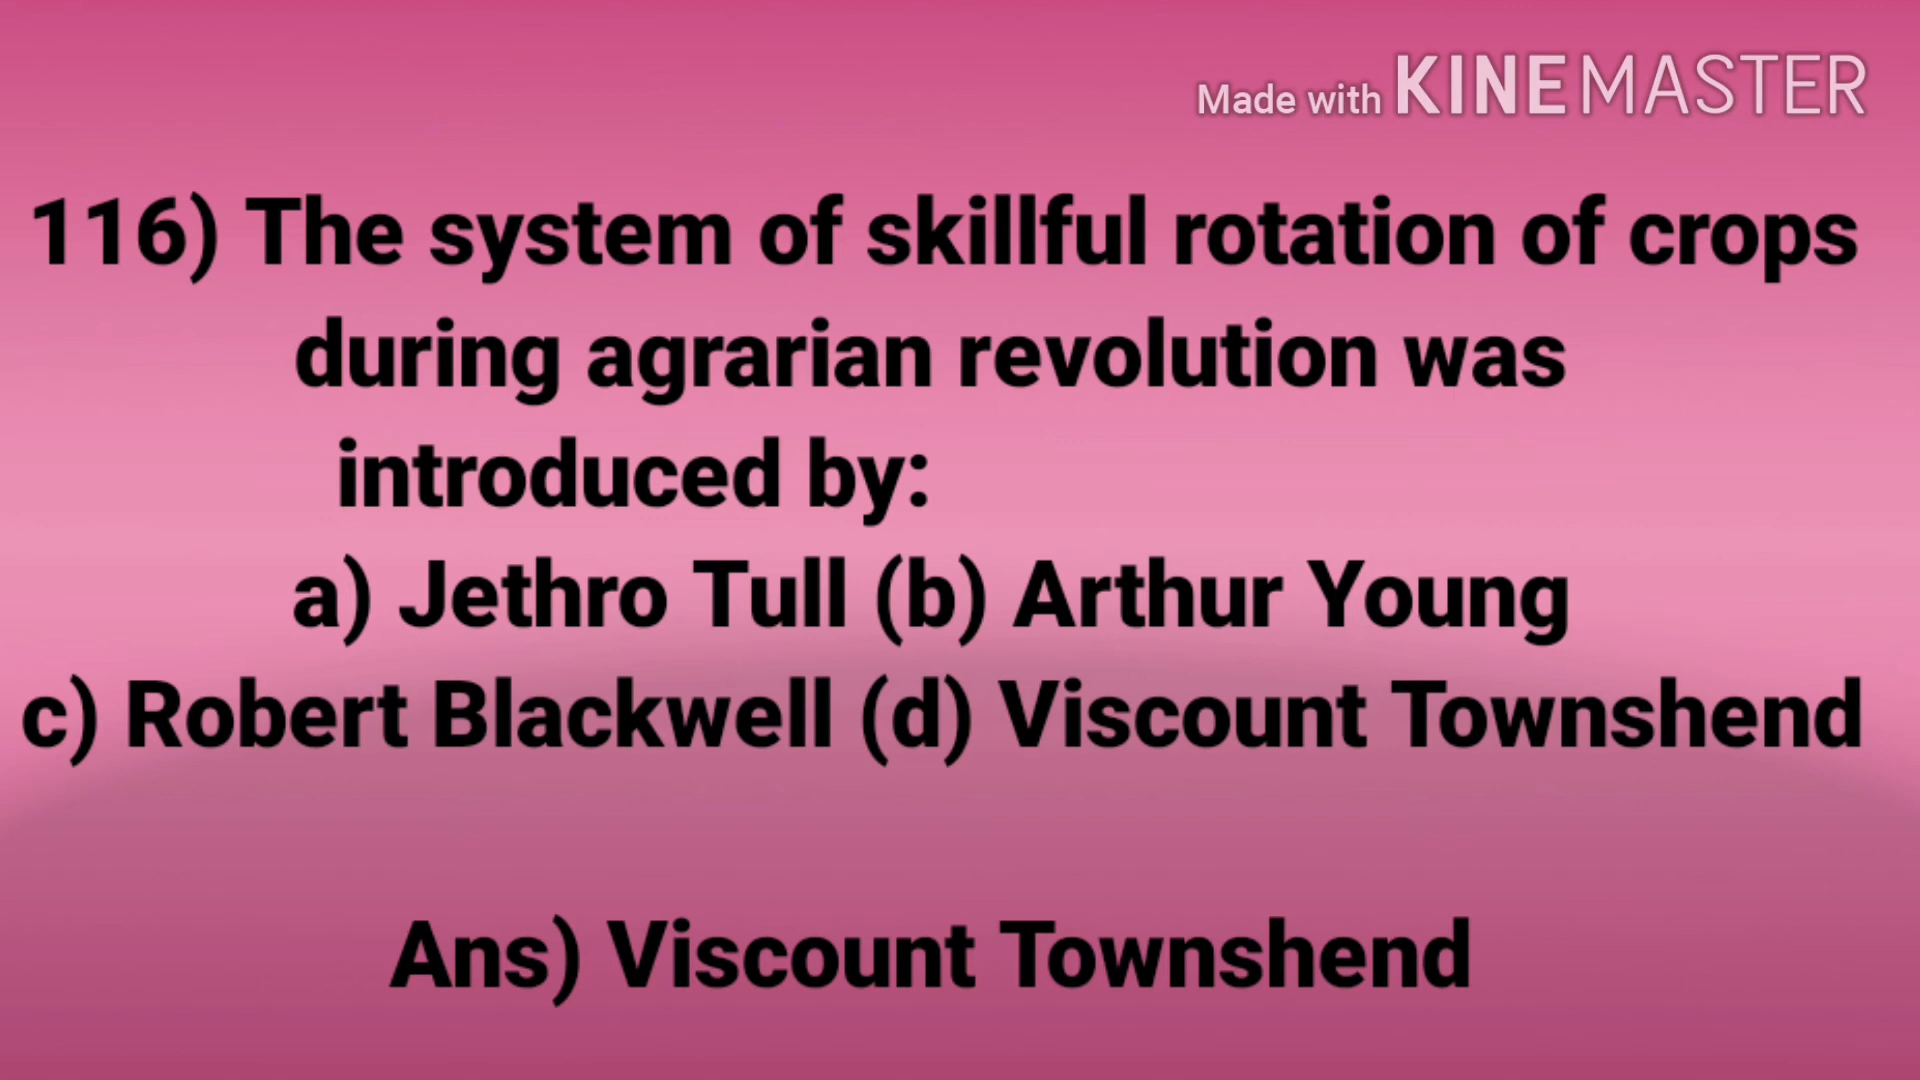 Made with KINEMASTER
116) The system of skillful rotation of crops
during agrarian revolution was
introduced by:
a) Jethro Tull (b) Arthur Young
c) Robert Blackwell (d) Viscount Townshend
Ans) Viscount Townshend